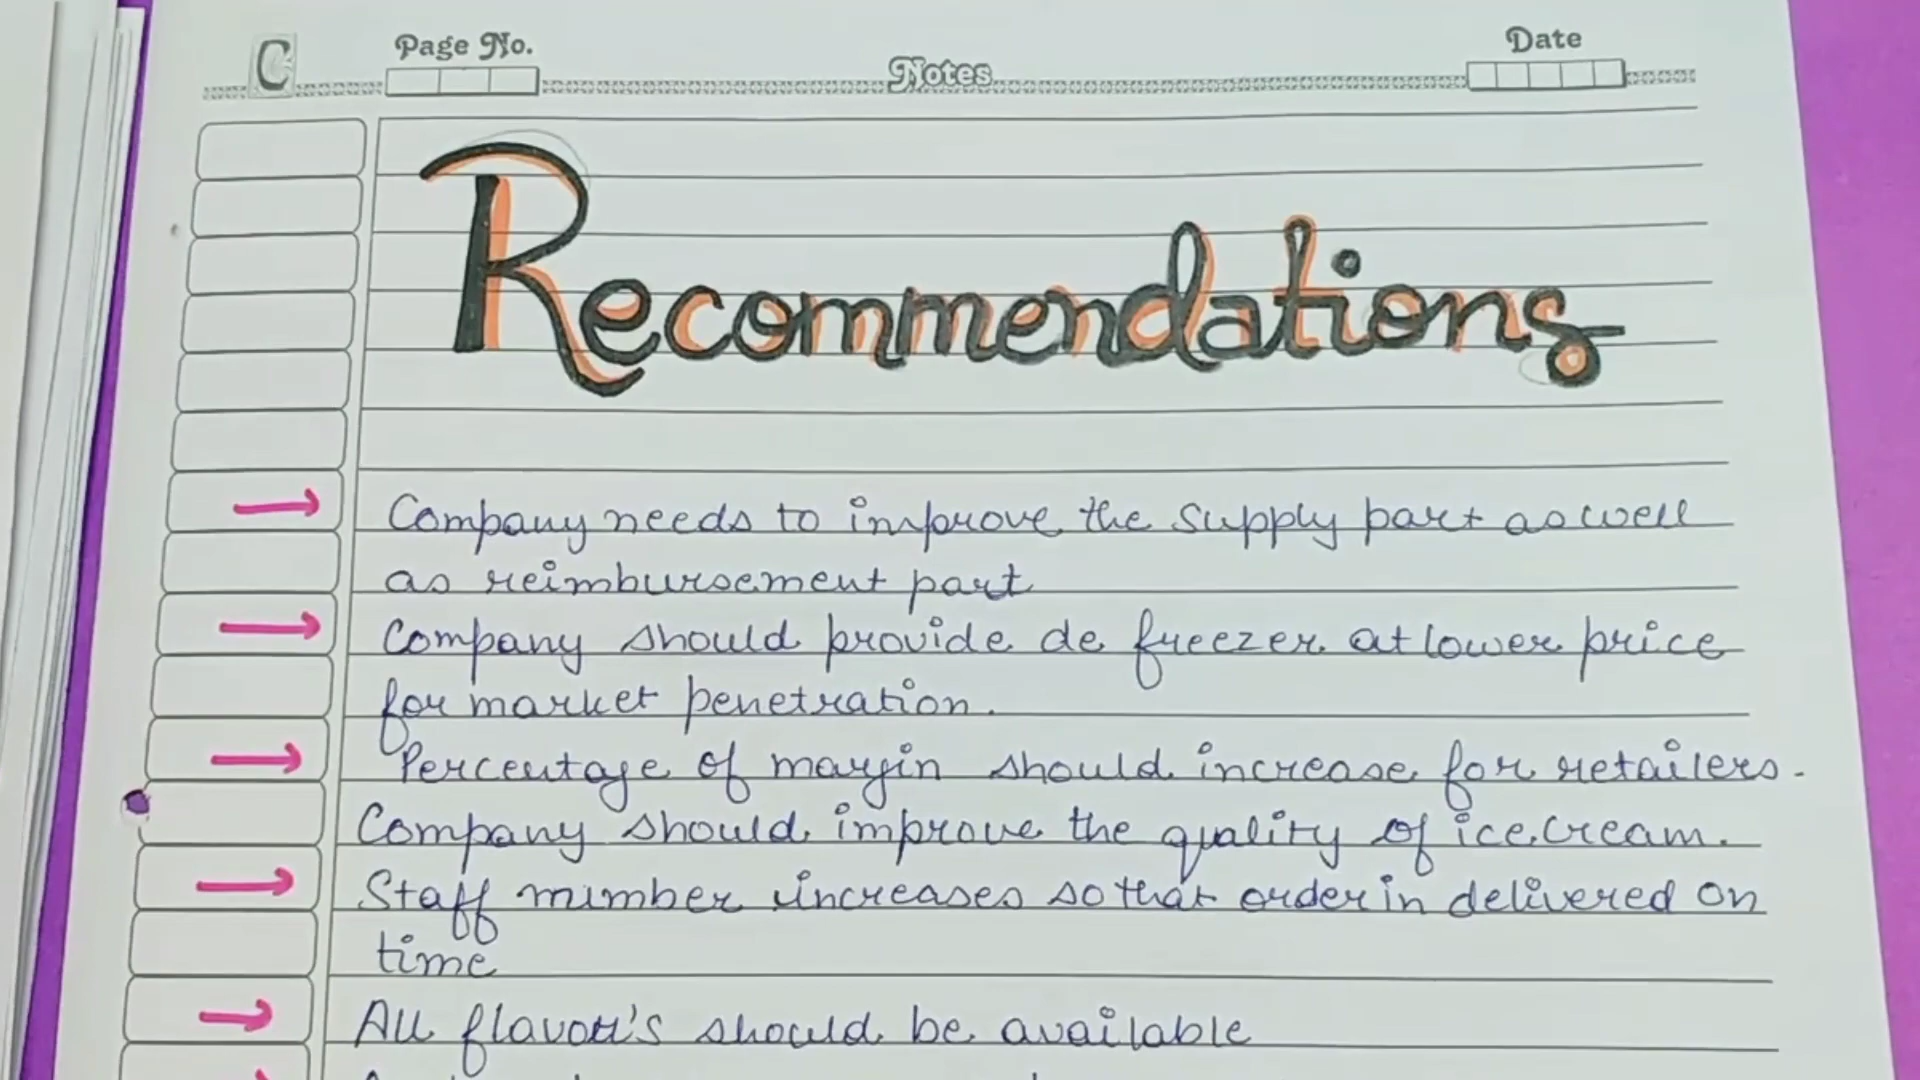 C
Page No.
Notes
Date
Recommendations
Company needs to improve the supply part as well
as reimbursement part
Company should provide de freezer at lower price
for market penetration.
Percentage of margin should increase for retailers.
Company should improve the quality of ice cream.
Staff mimber increases so that order in delivered on
time
All flavou's should be available